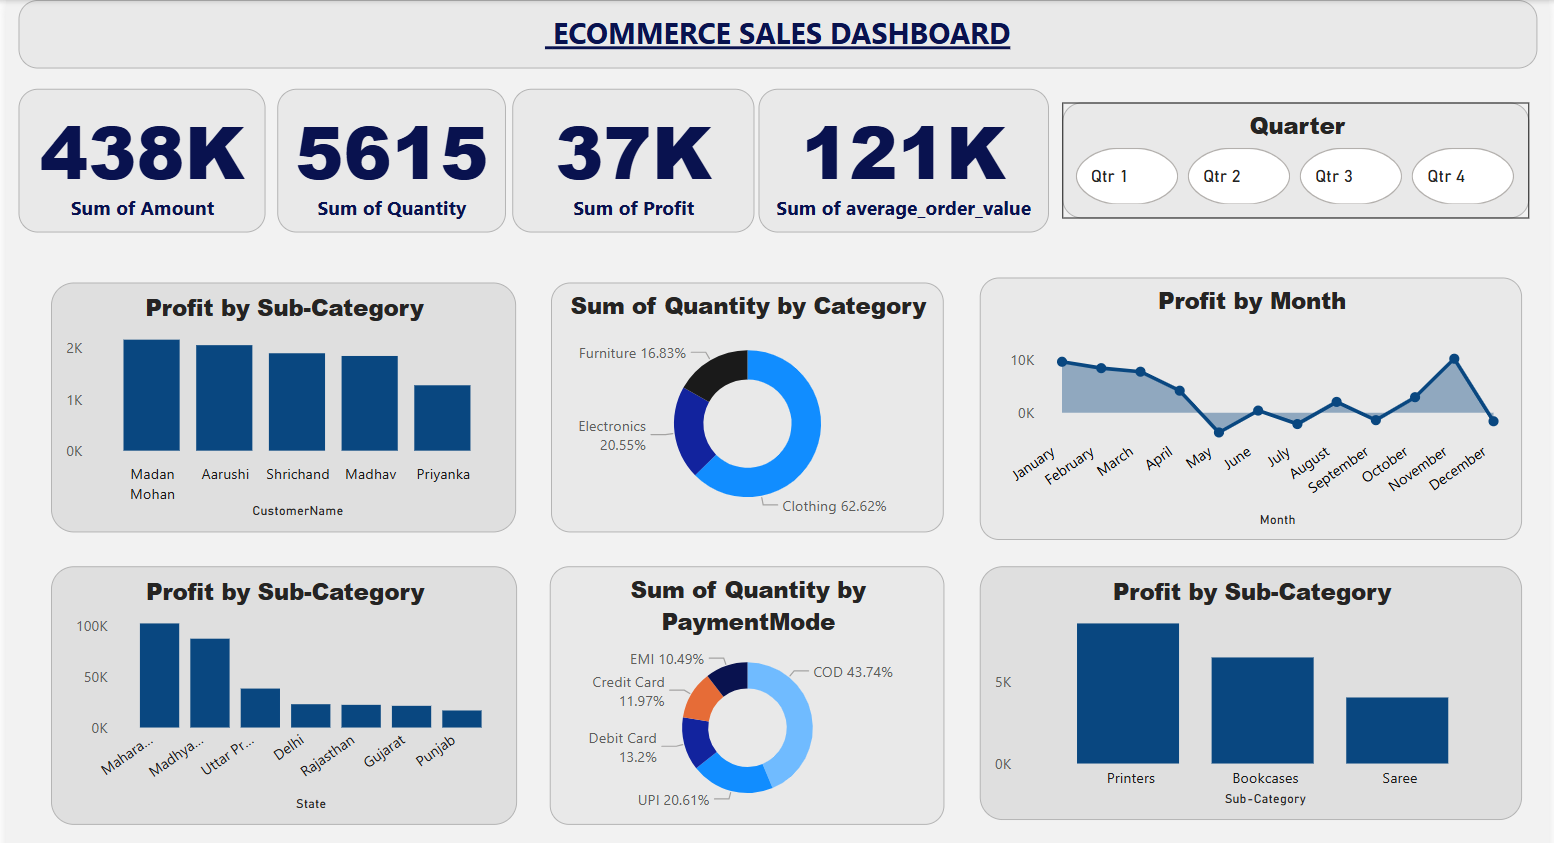 ECOMMERCE SALES DASHBOARD
438K
Sum of Amount
5615
Sum of Quantity
37K
Sum of Profit
121K
Sum of average_order_value
Quarter
Qtr 1
Qtr 2
Qtr 3
Qtr 4
Profit by Sub-Category
2K
1K
0K
Madan
Mohan
Aarushi
Shrichand
Madhav
Priyanka
CustomerName
Sum of Quantity by Category
Furniture 16.83%
Electronics
20.55%
Clothing 62.62%
Profit by Month
10K
0K
January
February
March
April
May
June
July
August
September
October
November
December
Month
Profit by Sub-Category
100K
50K
0K
Mahara...
Madhya...
Uttar Pr...
Delhi
Rajasthan
Gujarat
Punjab
State
Sum of Quantity by
PaymentMode
EMI 10.49%
Credit Card
11.97%
Debit Card
13.2%
UPI 20.61%
COD 43.74%
Profit by Sub-Category
5K
0K
Printers
Bookcases
Saree
Sub-Category